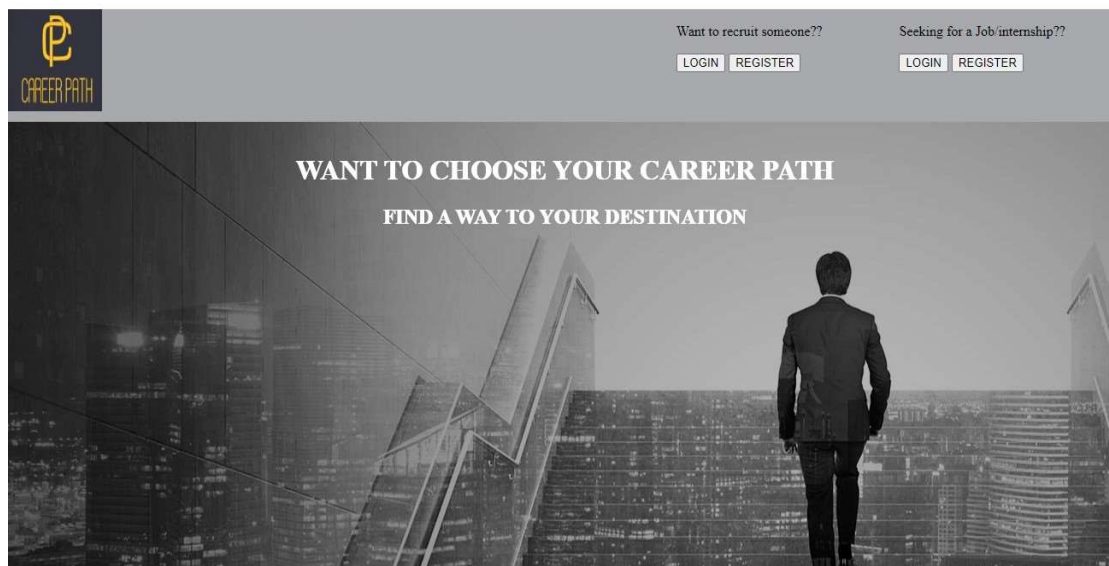 CP
CAREER PATH
Want to recruit someone??
Seeking for a Job/internship??
LOGIN REGISTER
LOGIN REGISTER
WANT TO CHOOSE YOUR CAREER PATH
FIND A WAY TO YOUR DESTINATION